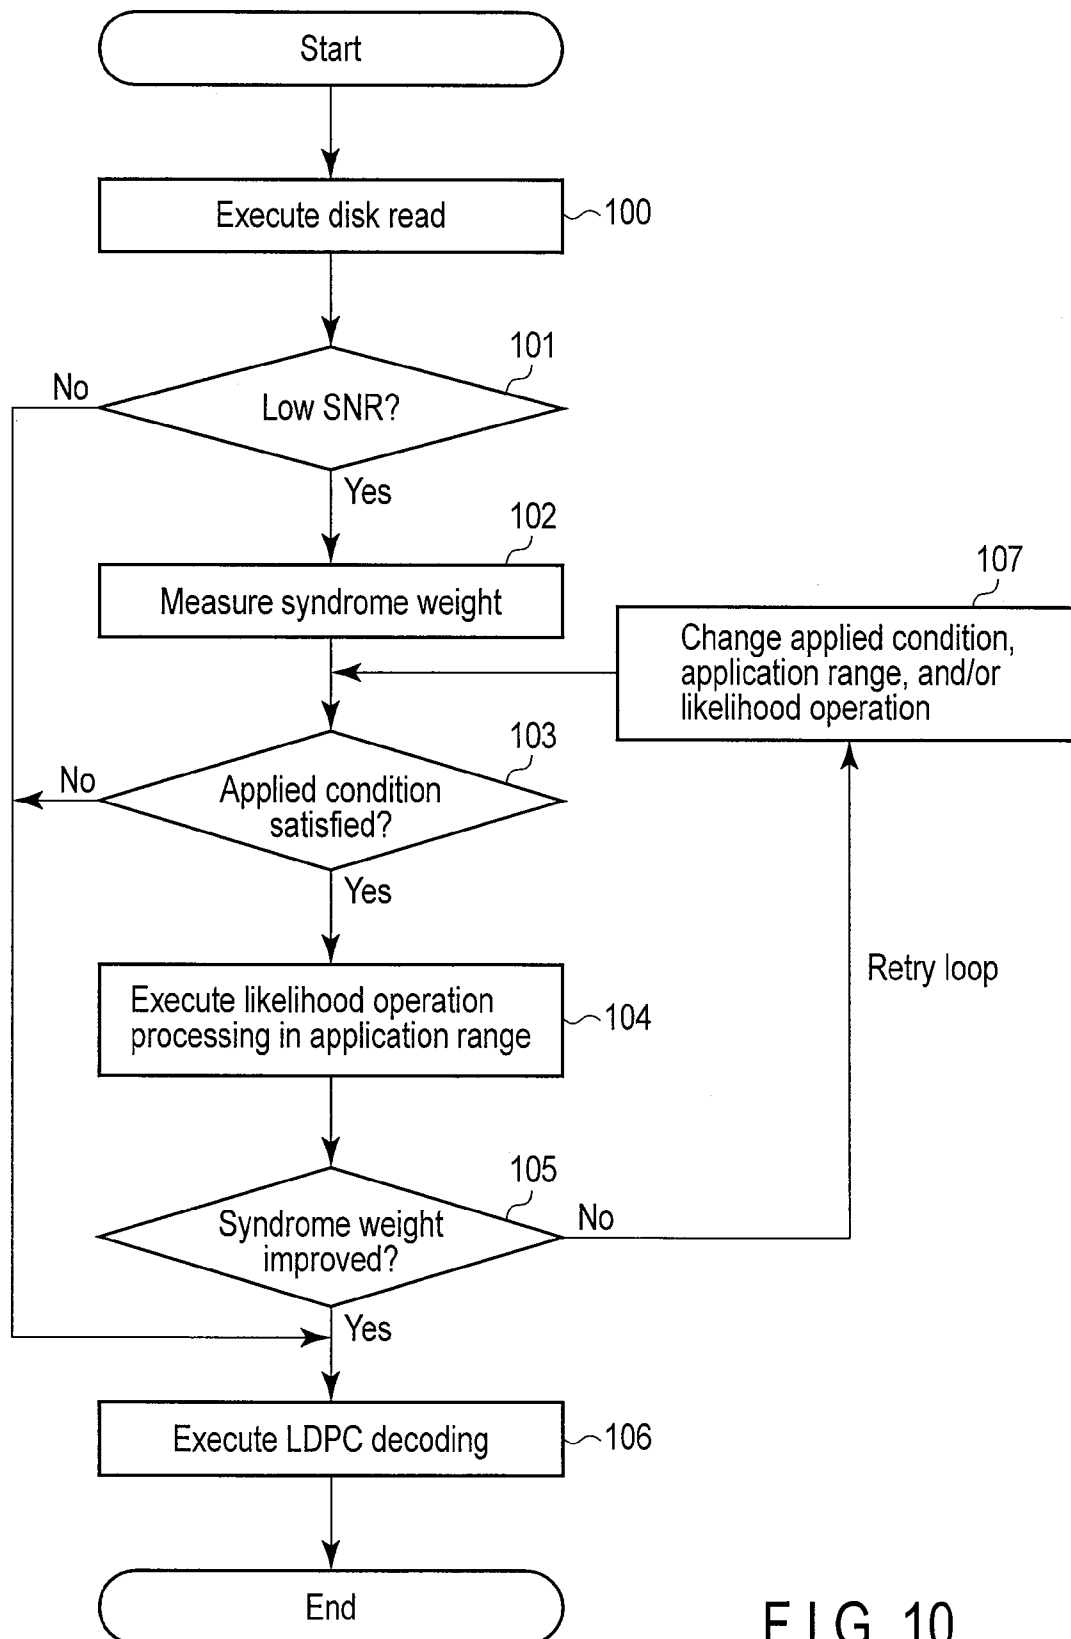 Start
Execute disk read
100
101
No
Low SNR?
Yes
102
Measure syndrome weight
107
Change applied condition,
application range, and/or
likelihood operation
103
No
Applied condition
satisfied?
Yes
Execute likelihood operation
processing in application range
104
Retry loop
105
Syndrome weight
improved?
No
Yes
Execute LDPC decoding
106
End
FIG. 10